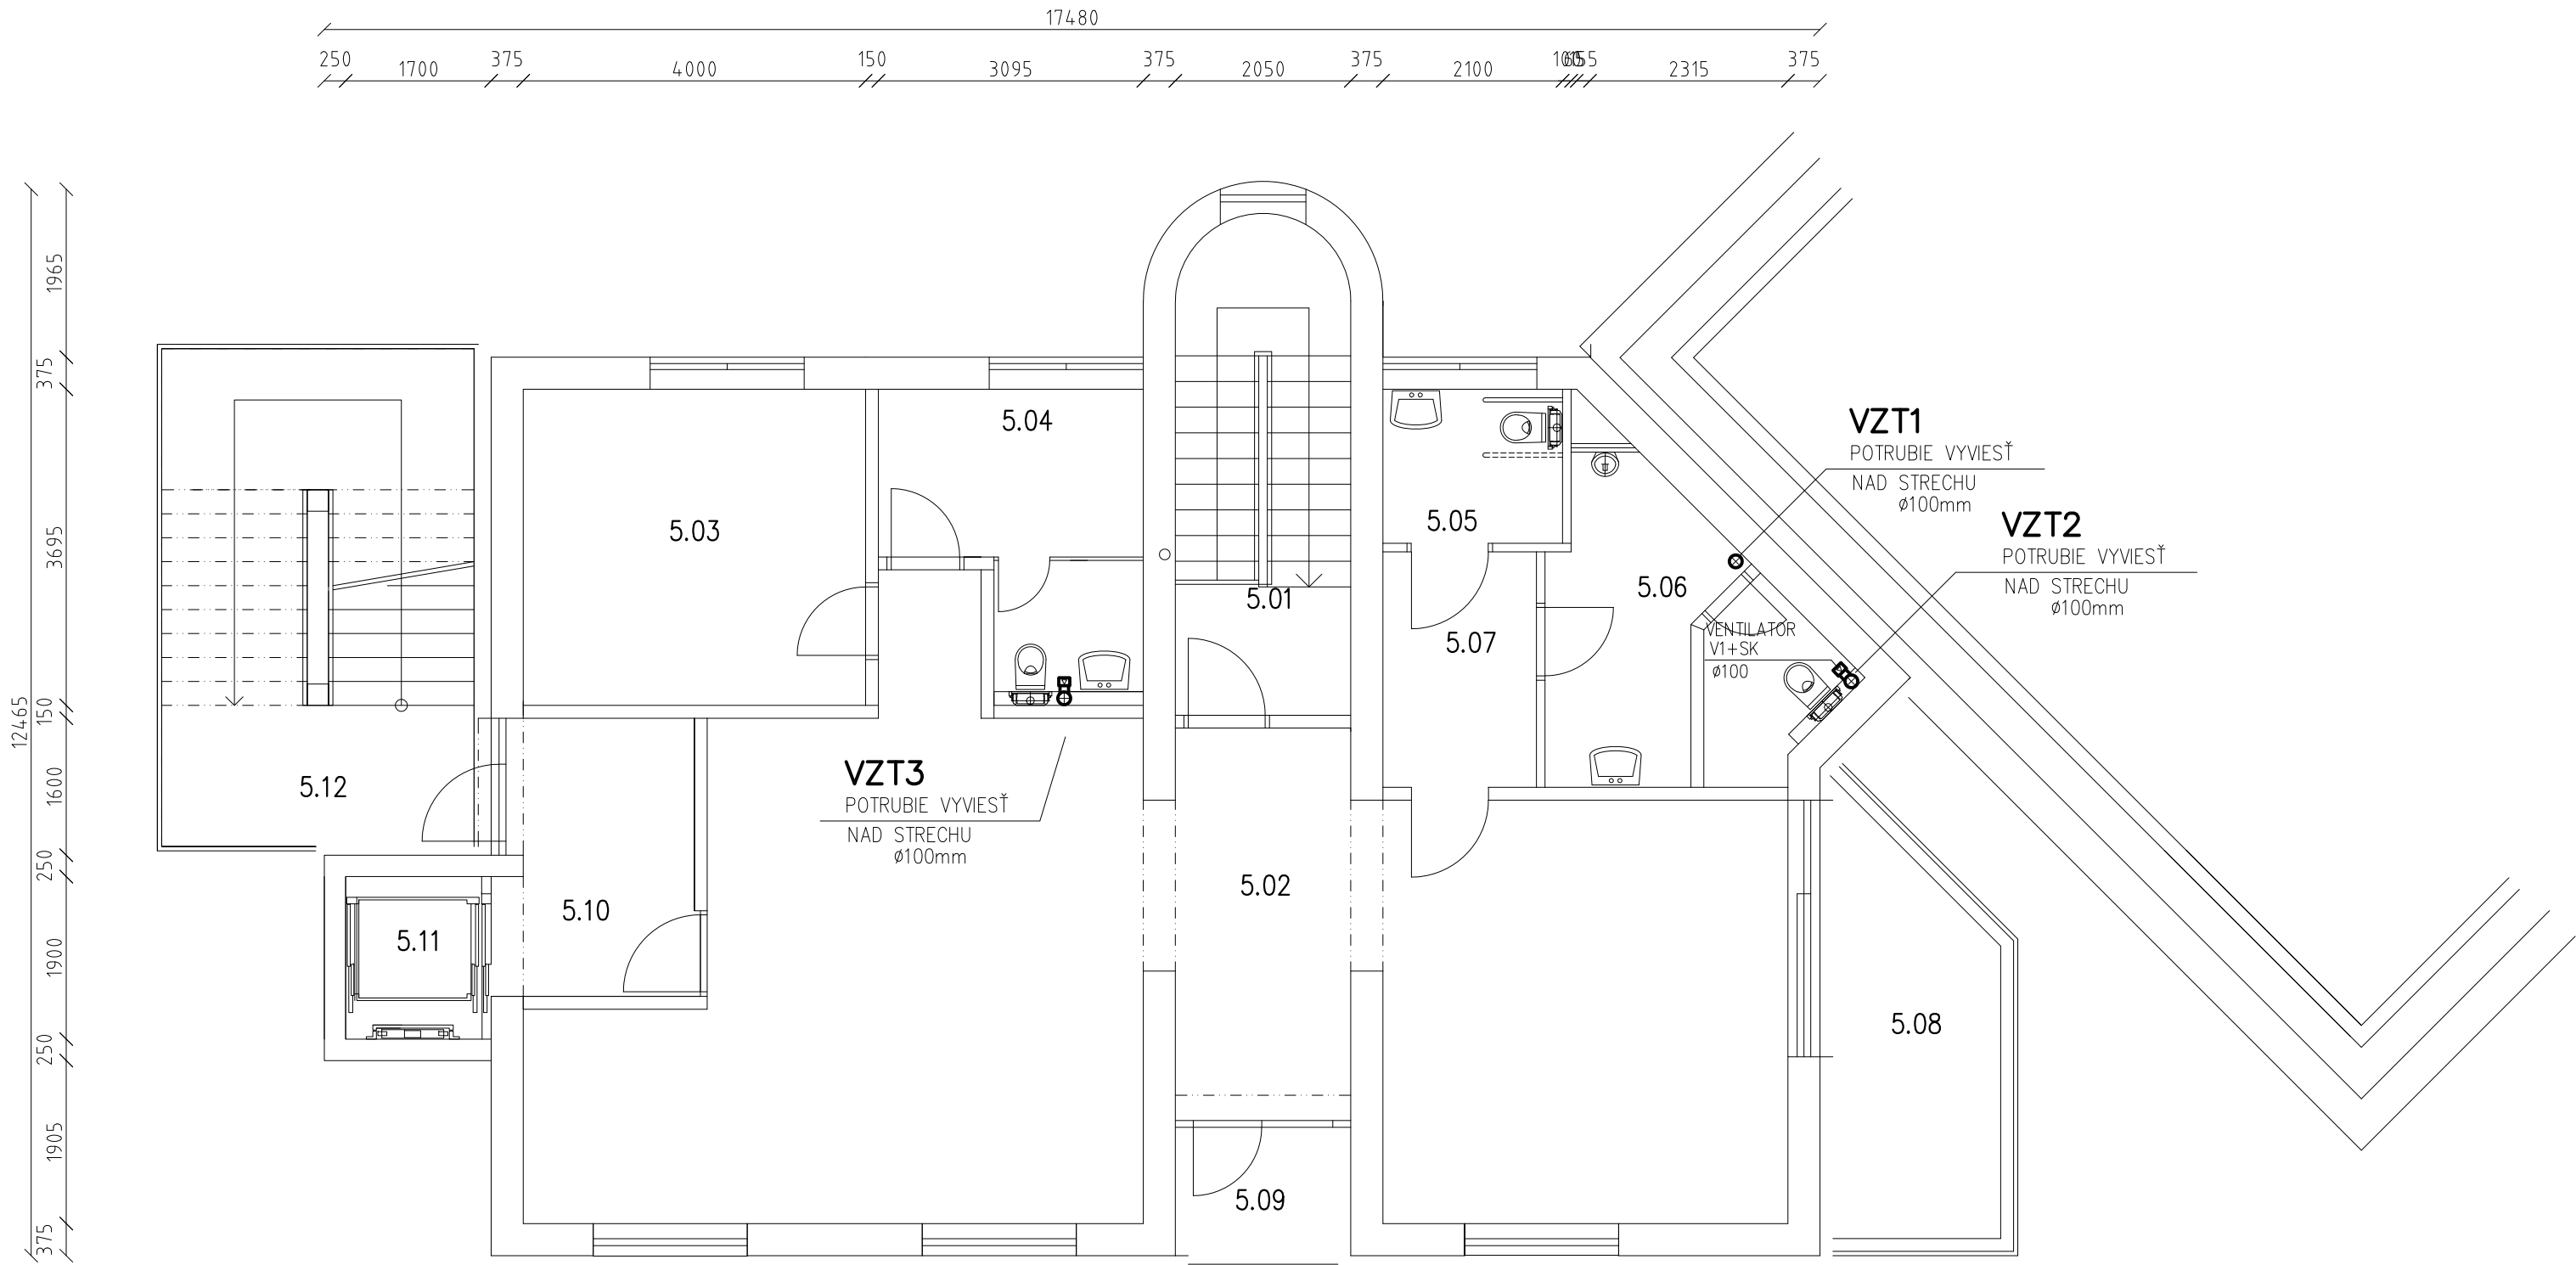 17480
250 1700 375 4000 150 3095 375 2050 375 2100 100 2315 375
12465
1965
375
3695
150
1600
250
1900
250
1905
375
5.04
5.03
5.05
5.06
5.01
5.07
VZT1
POTRUBIE VYVIESŤ
NAD STRECHU
ø100mm
VZT2
POTRUBIE VYVIESŤ
NAD STRECHU
ø100mm
VENTILÁTOR
V1+SK
ø100
5.12
VZT3
POTRUBIE VYVIESŤ
NAD STRECHU
ø100mm
5.02
5.10
5.11
5.08
5.09